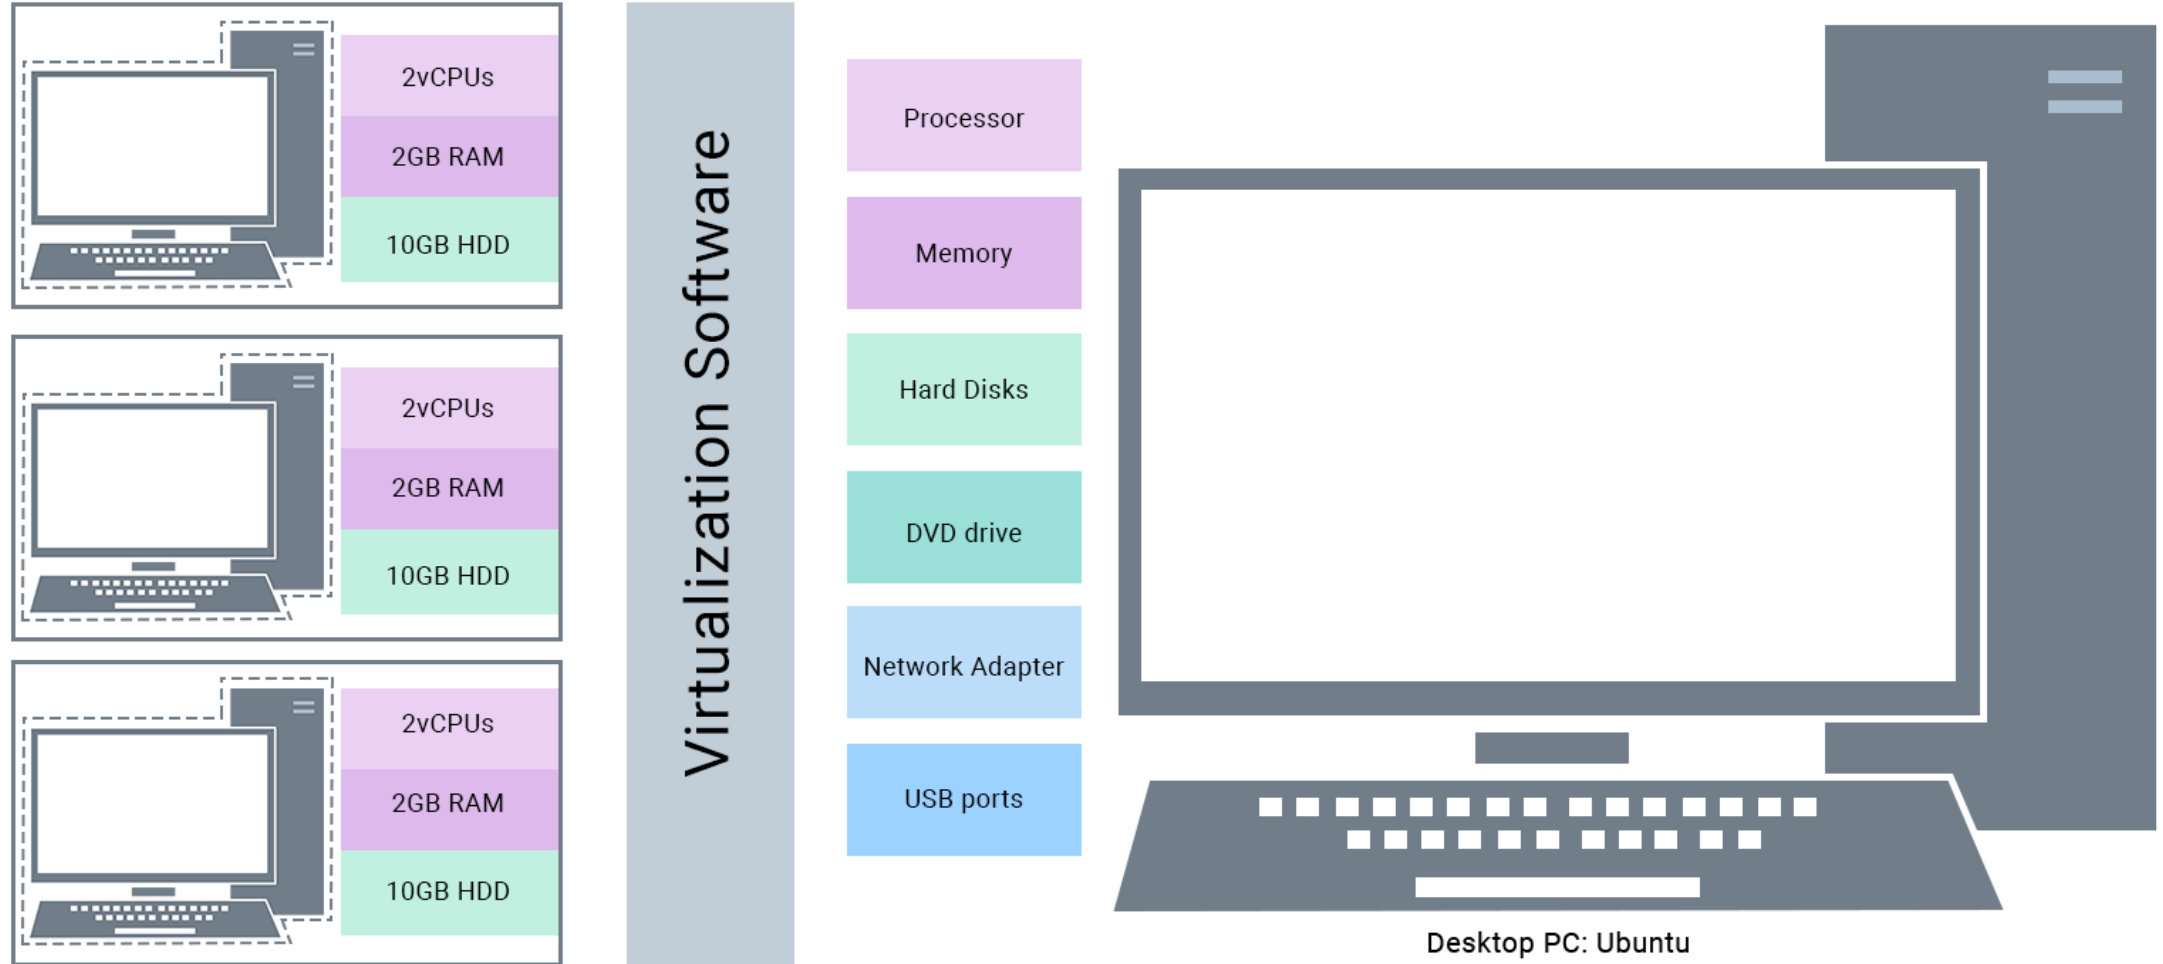 2vCPUs
2GB RAM
10GB HDD
2vCPUs
2GB RAM
10GB HDD
2vCPUs
2GB RAM
10GB HDD
Virtualization Software
Processor
Memory
Hard Disks
DVD drive
Network Adapter
USB ports
Desktop PC: Ubuntu